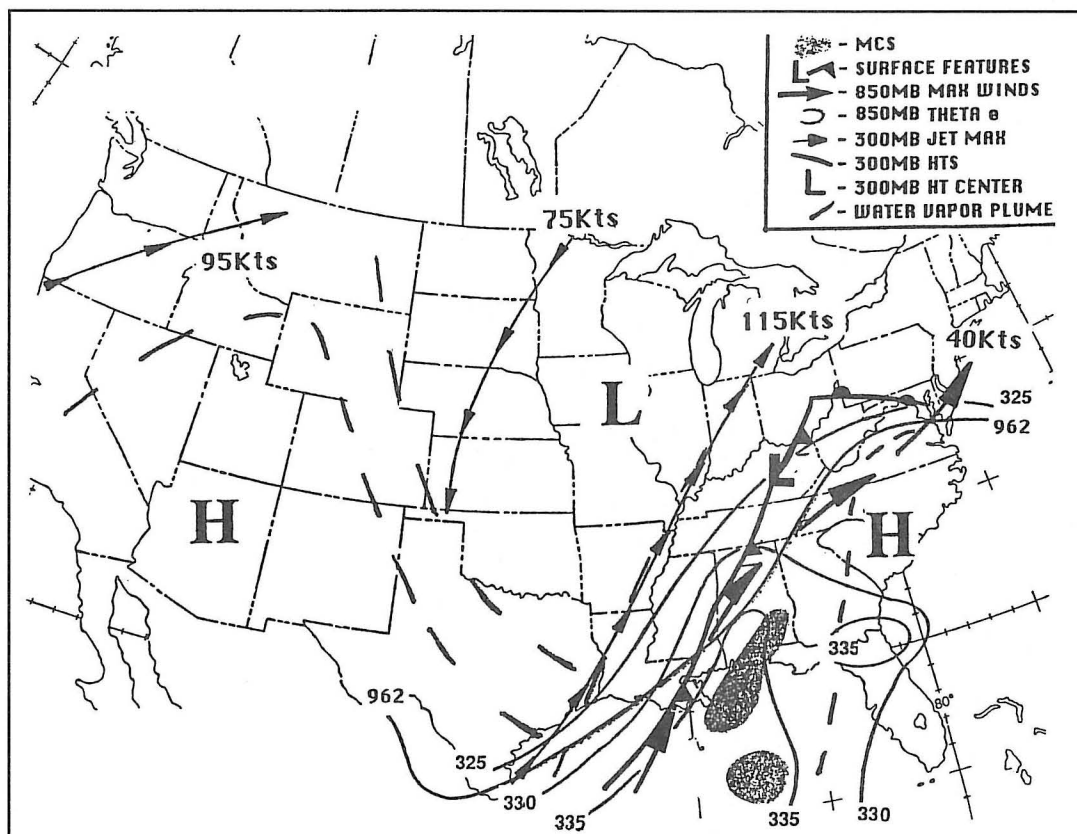 - MCS
L - SURFACE FEATURES
- 850MB MAX WINDS
- 850MB THETA e
- 300MB JET MAX
- 300MB HTS
L - 300MB HT CENTER
- WATER VAPOR PLUME
75Kts
95Kts
115Kts
40Kts
325
962
L
L
H
H
335
962
80°
325
330
335
335
330